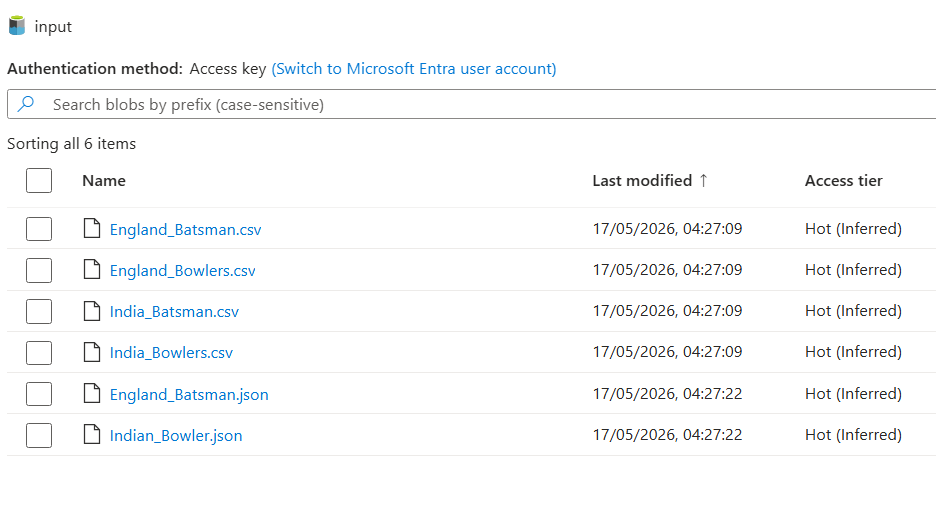 input
Authentication method: Access key (Switch to Microsoft Entra user account)
Search blobs by prefix (case-sensitive)
Sorting all 6 items
Name Last modified ↑ Access tier
England_Batsman.csv 17/05/2026, 04:27:09 Hot (Inferred)
England_Bowlers.csv 17/05/2026, 04:27:09 Hot (Inferred)
India_Batsman.csv 17/05/2026, 04:27:09 Hot (Inferred)
India_Bowlers.csv 17/05/2026, 04:27:09 Hot (Inferred)
England_Batsman.json 17/05/2026, 04:27:22 Hot (Inferred)
Indian_Bowler.json 17/05/2026, 04:27:22 Hot (Inferred)